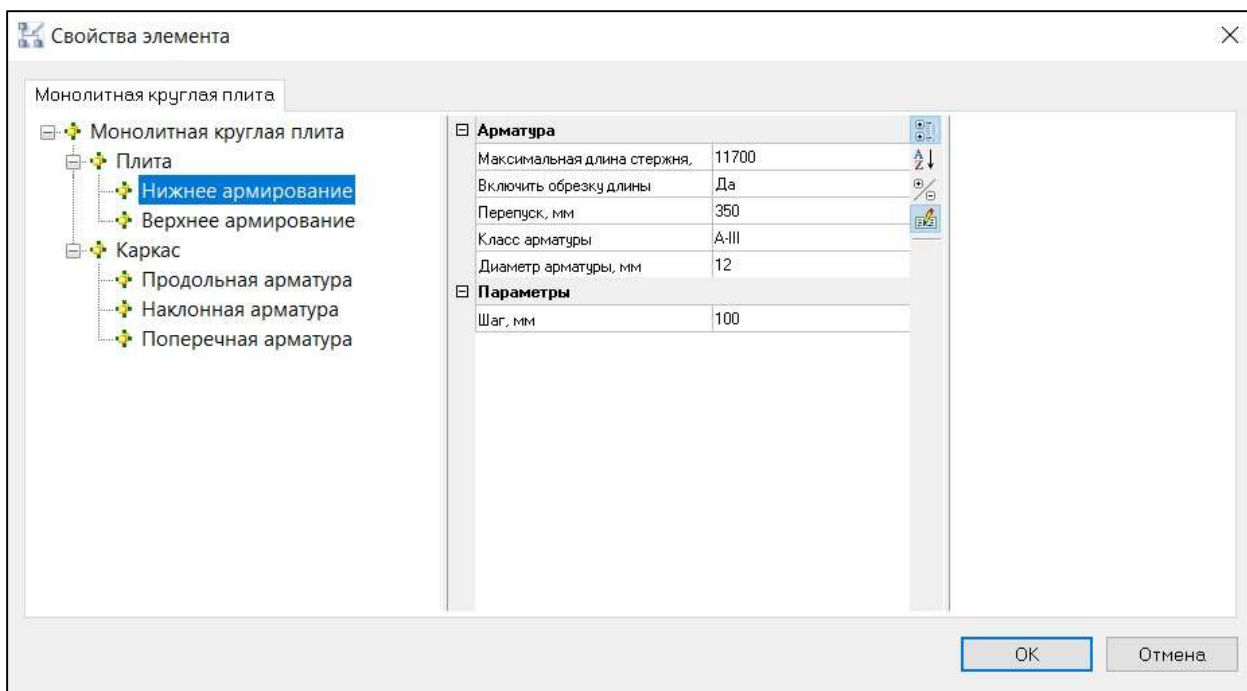 Свойства элемента
Монолитная круглая плита
Монолитная круглая плита
Плита
Нижнее армирование
Верхнее армирование
Каркас
Продольная арматура
Наклонная арматура
Поперечная арматура
Арматура
Максимальная длина стержня, 11700
Включить обрезку длины Да
Перепуск, мм 350
Класс арматуры A-III
Диаметр арматуры, мм 12
Параметры
Шаг, мм 100
OK Отмена